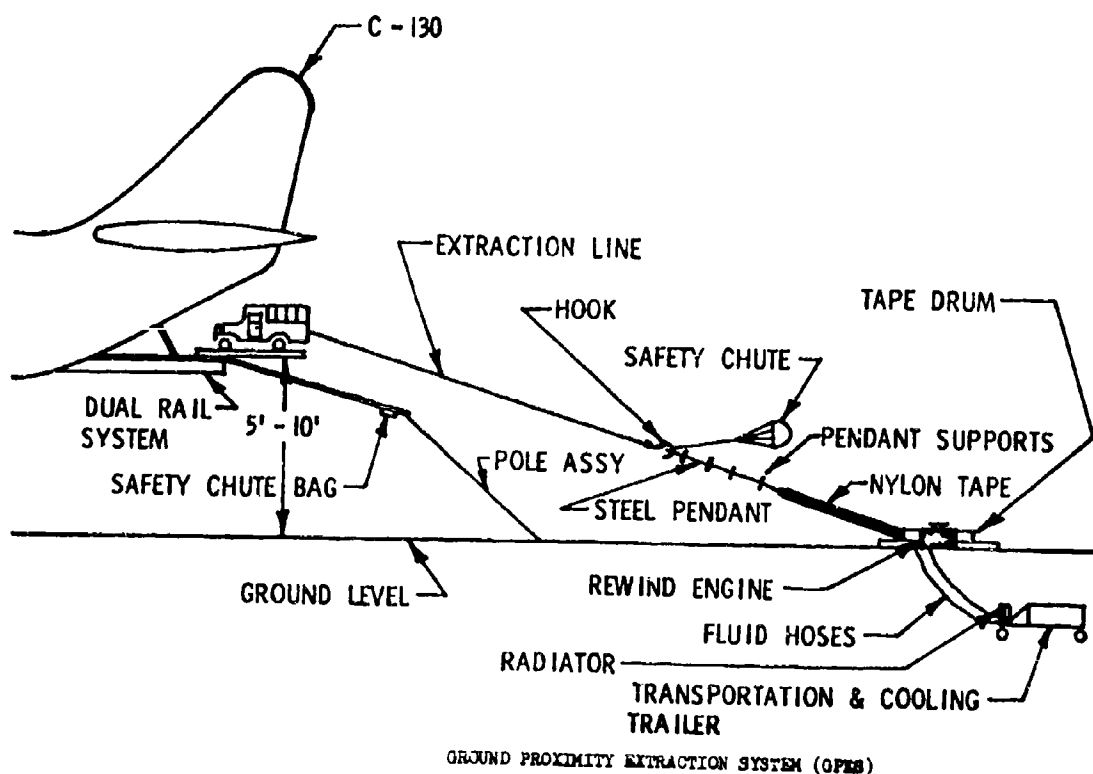 C-130
EXTRACTION LINE
HOOK
TAPE DRUM
SAFETY CHUTE
DUAL RAIL
SYSTEM
5' - 10'
PENDANT SUPPORTS
POLE ASSY
SAFETY CHUTE BAG
NYLON TAPE
STEEL PENDANT
GROUND LEVEL
REWIND ENGINE
FLUID HOSES
RADIATOR
TRANSPORTATION & COOLING
TRAILER
GROUND PROXIMITY EXTRACTION SYSTEM (GPES)